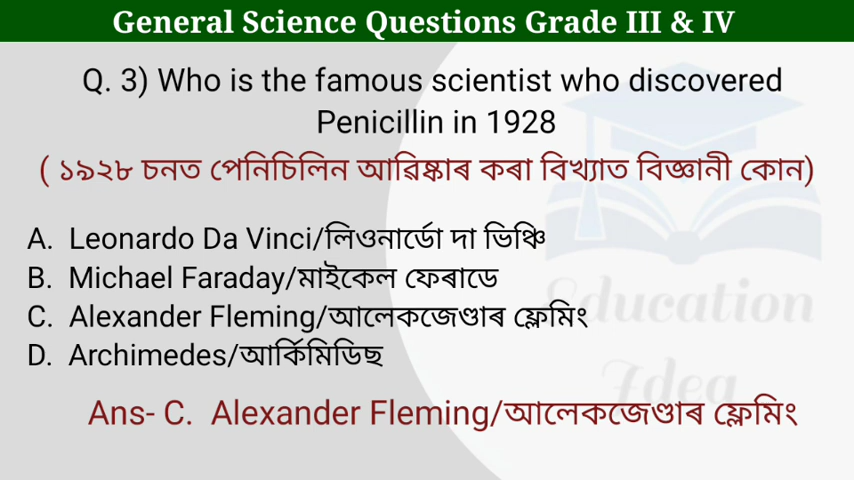 General Science Questions Grade III & IV
Q. 3) Who is the famous scientist who discovered
Penicillin in 1928
( ১৯২৮ চনত পেনিচিলিন আৱিষ্কাৰ কৰা বিখ্যাত বিজ্ঞানী কোন)
A. Leonardo Da Vinci/লিওনার্ডো দা ভিঞ্চি
B. Michael Faraday/মাইকেল ফেৰাডে
C. Alexander Fleming/আলেকজেণ্ডাৰ ফ্লেমিং
D. Archimedes/আৰ্কিমিডিছ
Ans- C. Alexander Fleming/আলেকজেণ্ডাৰ ফ্লেমিং
Education
Idea